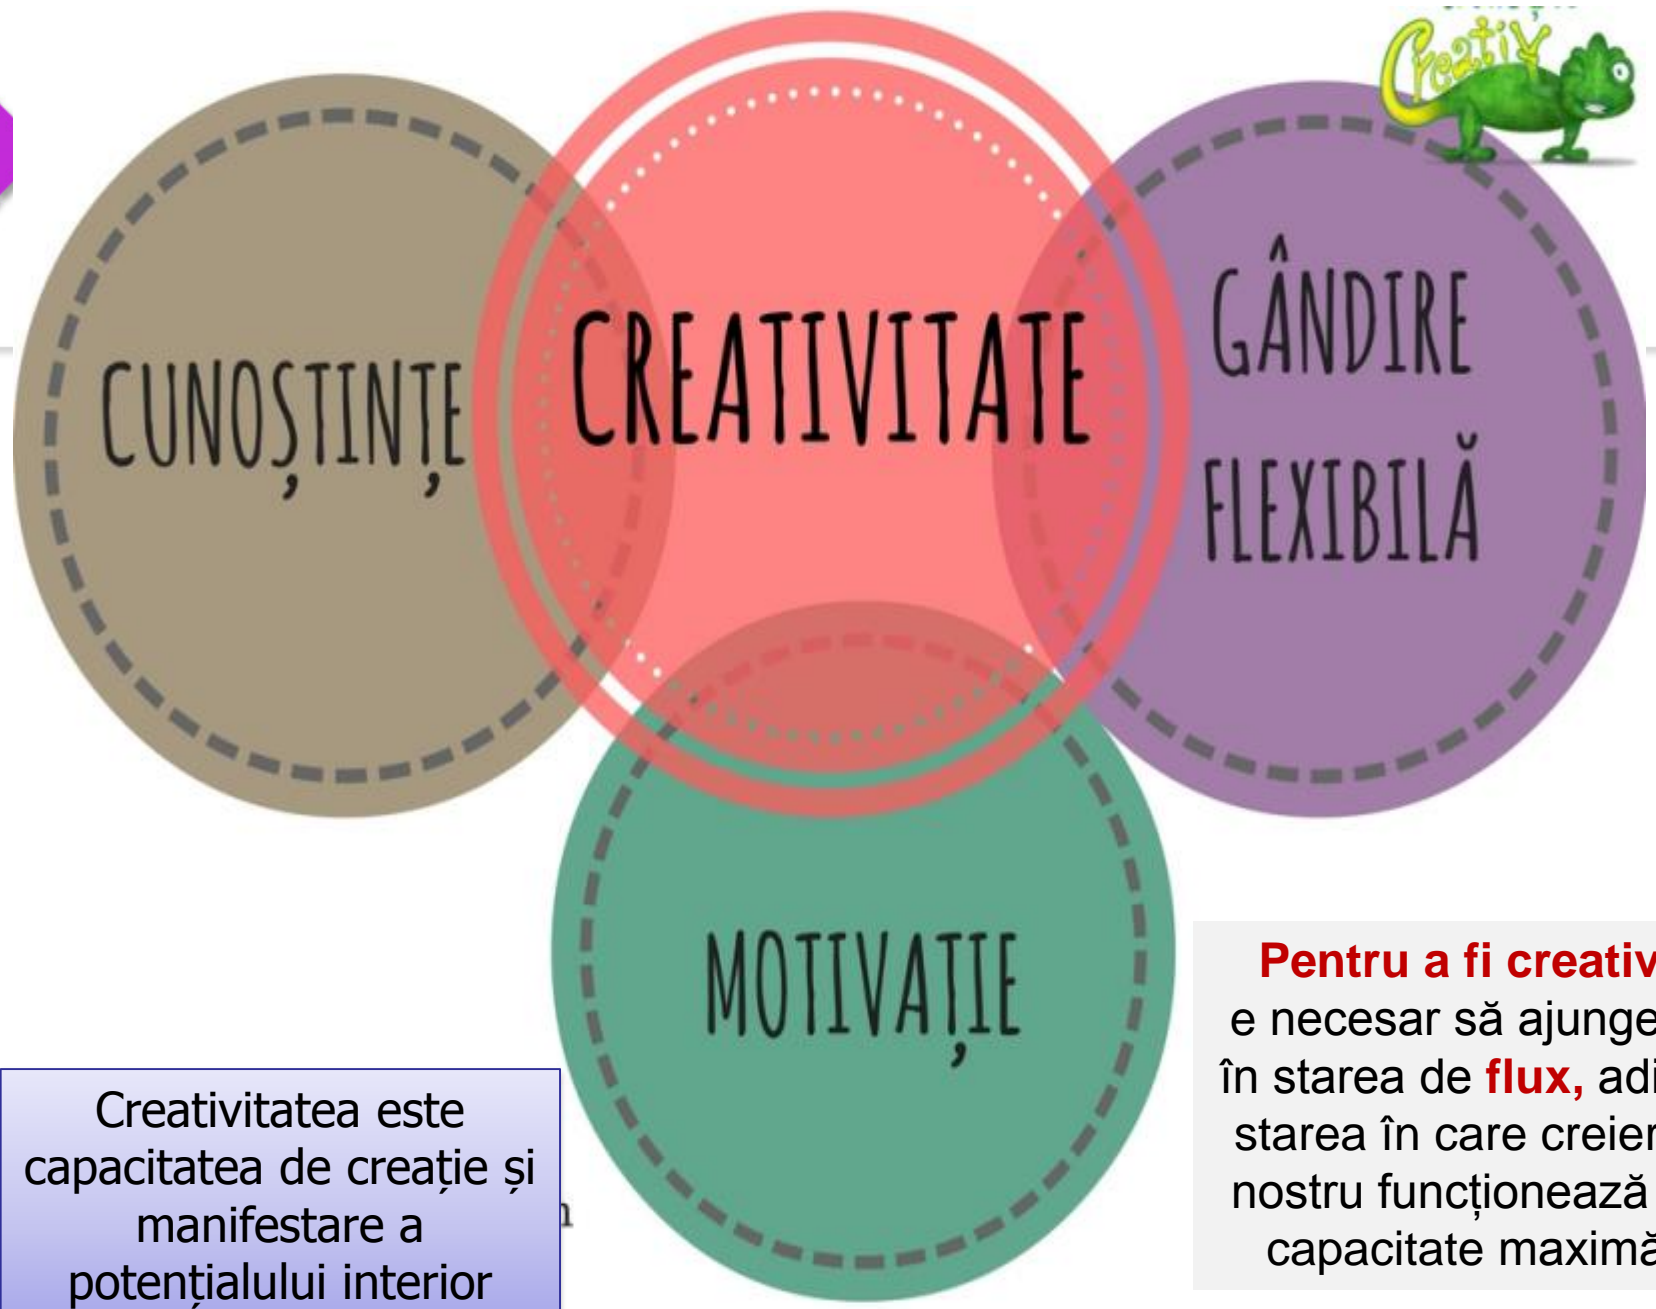 Creativ
CUNOȘTINȚE
CREATIVITATE
GÂNDIRE
FLEXIBILĂ
MOTIVAȚIE
Creativitatea este
capacitatea de creație și
manifestare a
potențialului interior
Pentru a fi creativ
e necesar să ajunge
în starea de flux, adi
starea în care creier
nostru funcționează
capacitate maximă